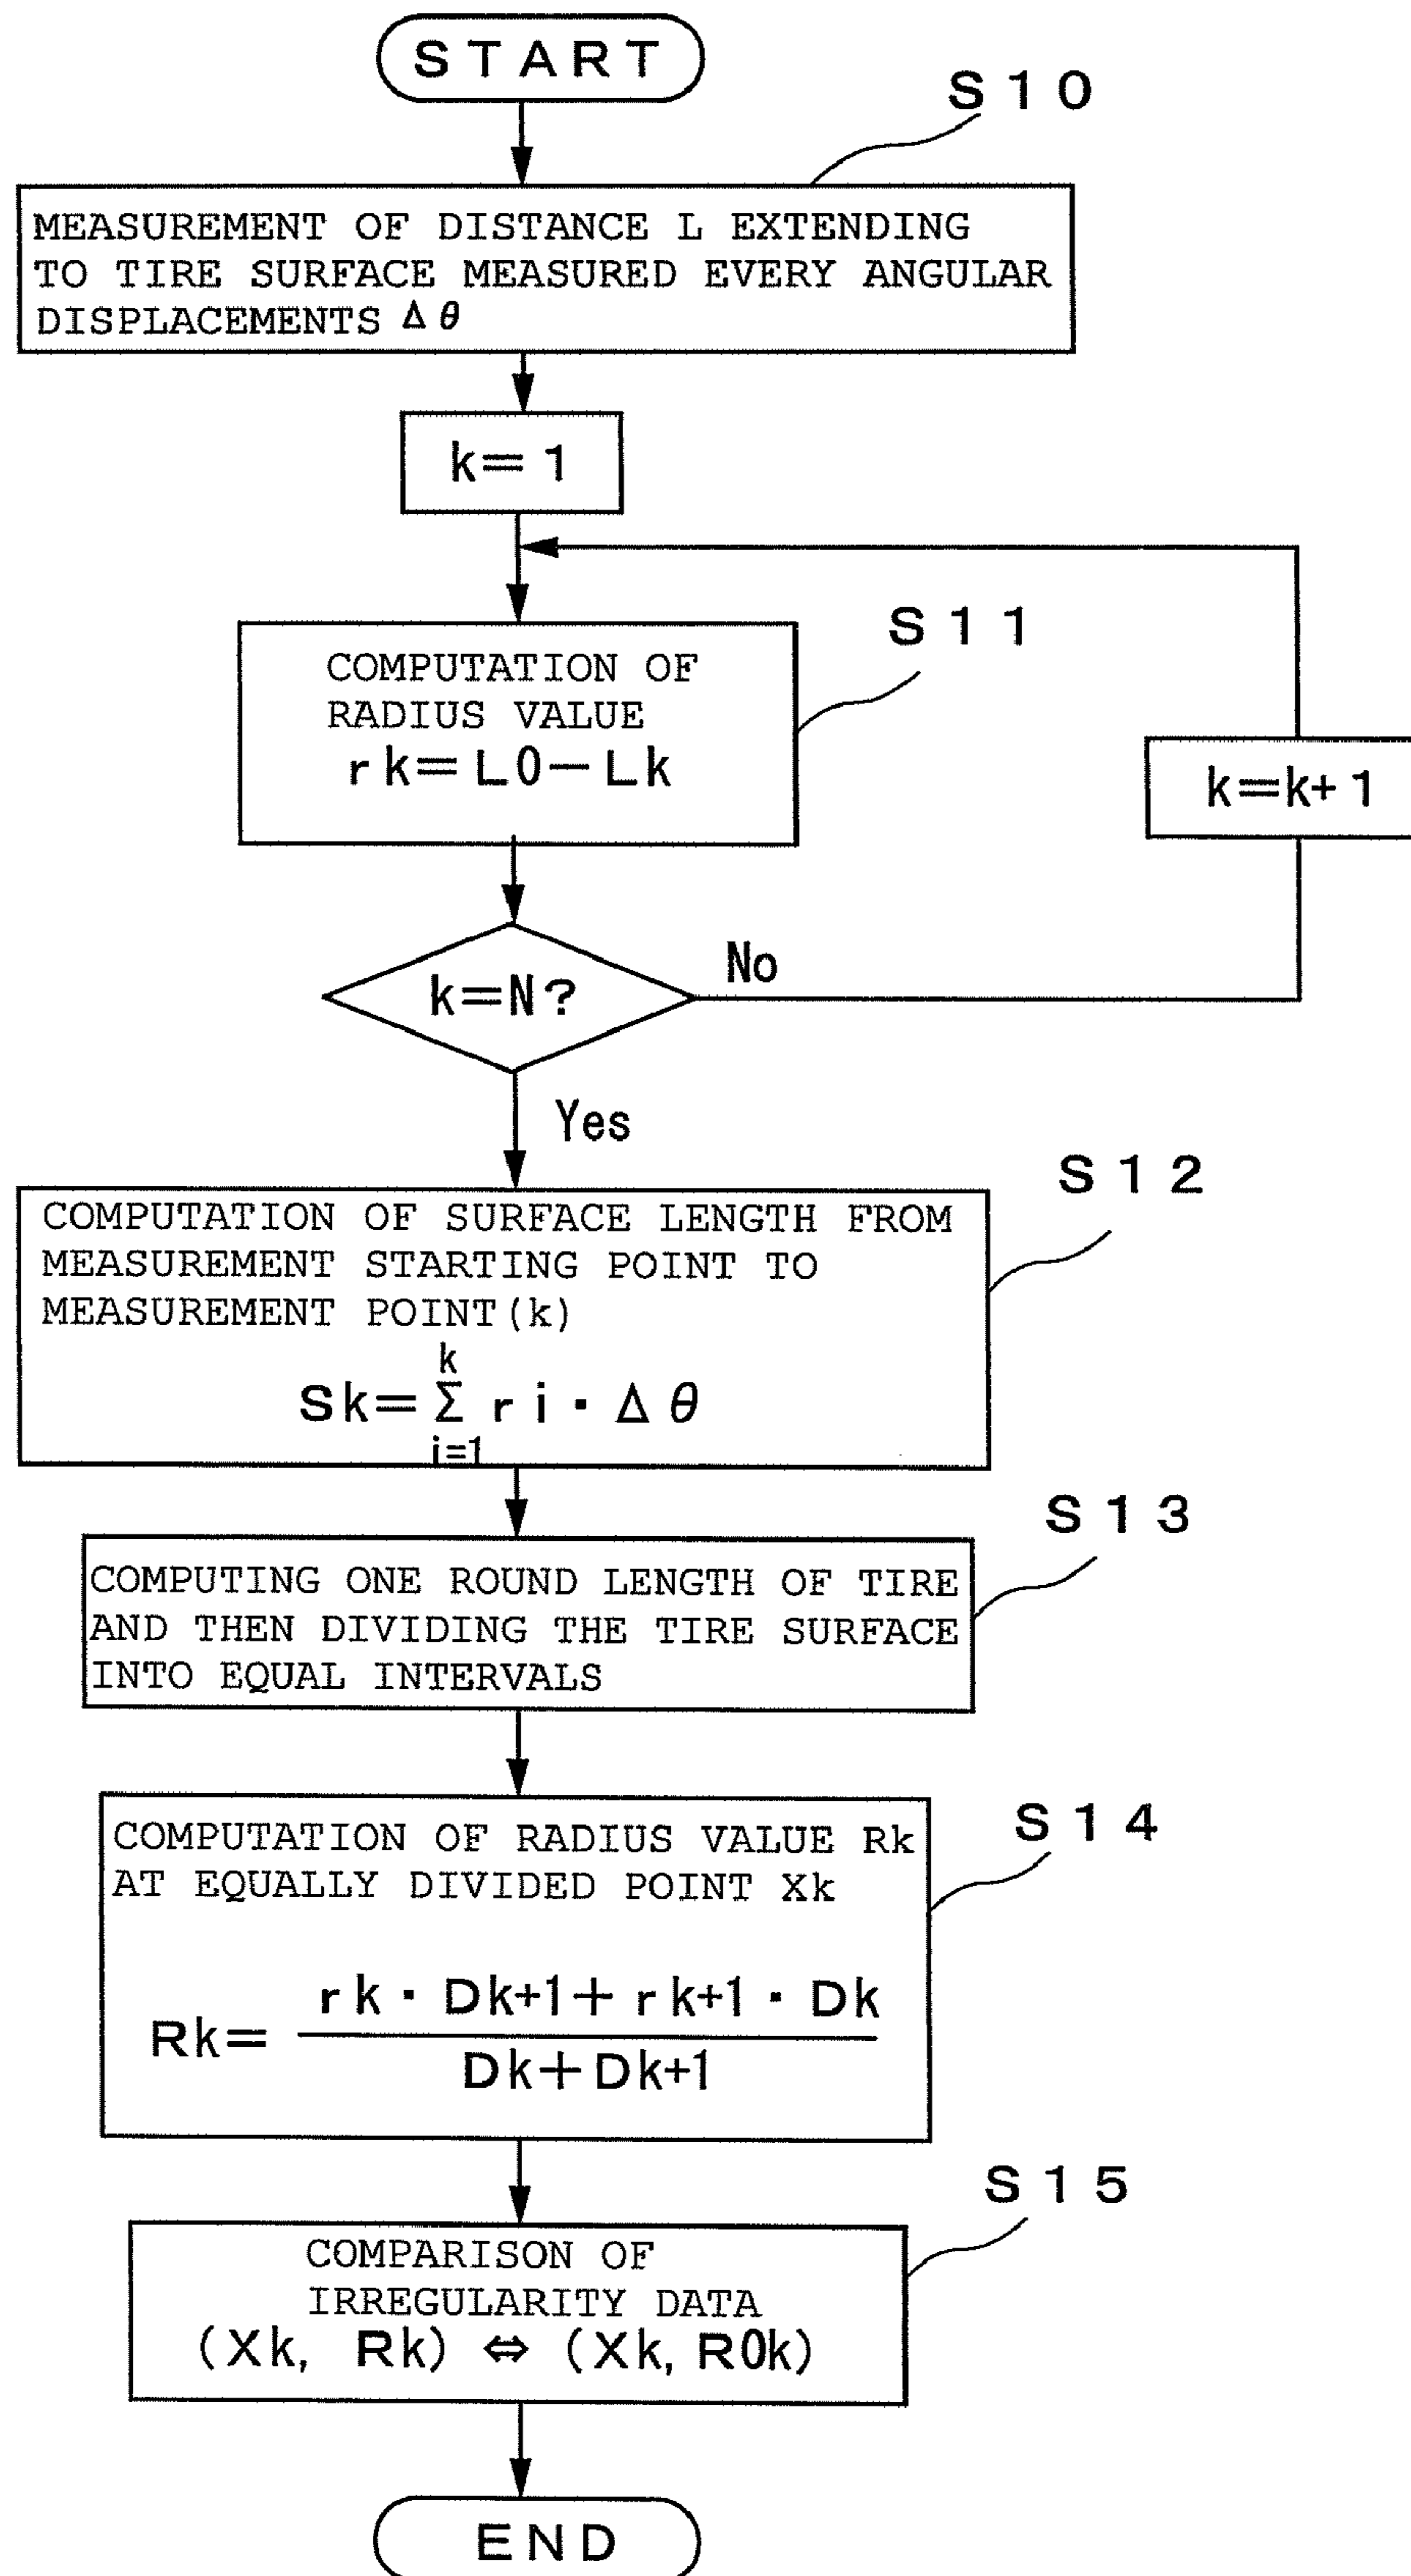 START
S10
MEASUREMENT OF DISTANCE L EXTENDING
TO TIRE SURFACE MEASURED EVERY ANGULAR
DISPLACEMENTS Δθ
k=1
S11
COMPUTATION OF
RADIUS VALUE
rk=L0-Lk
k=k+1
k=N?
No
Yes
S12
COMPUTATION OF SURFACE LENGTH FROM
MEASUREMENT STARTING POINT TO
MEASUREMENT POINT(k)
k
Sk=Σ ri・Δθ
i=1
S13
COMPUTING ONE ROUND LENGTH OF TIRE
AND THEN DIVIDING THE TIRE SURFACE
INTO EQUAL INTERVALS
S14
COMPUTATION OF RADIUS VALUE Rk
AT EQUALLY DIVIDED POINT Xk
rk・Dk+1+rk+1・Dk
Rk=
Dk+Dk+1
S15
COMPARISON OF
IRREGULARITY DATA
(Xk, Rk) ⇔ (Xk, R0k)
END